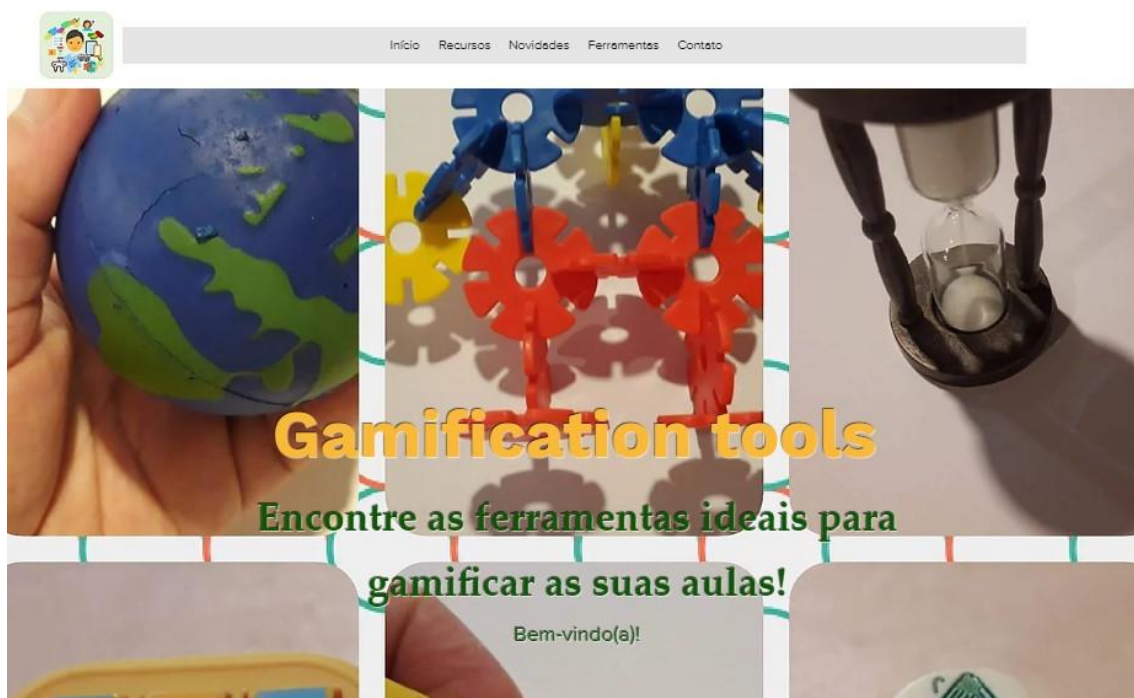 Início Recursos Novidades Ferramentas Contato
Gamification tools
Encontre as ferramentas ideais para
gamificar as suas aulas!
Bem-vindo(a)!